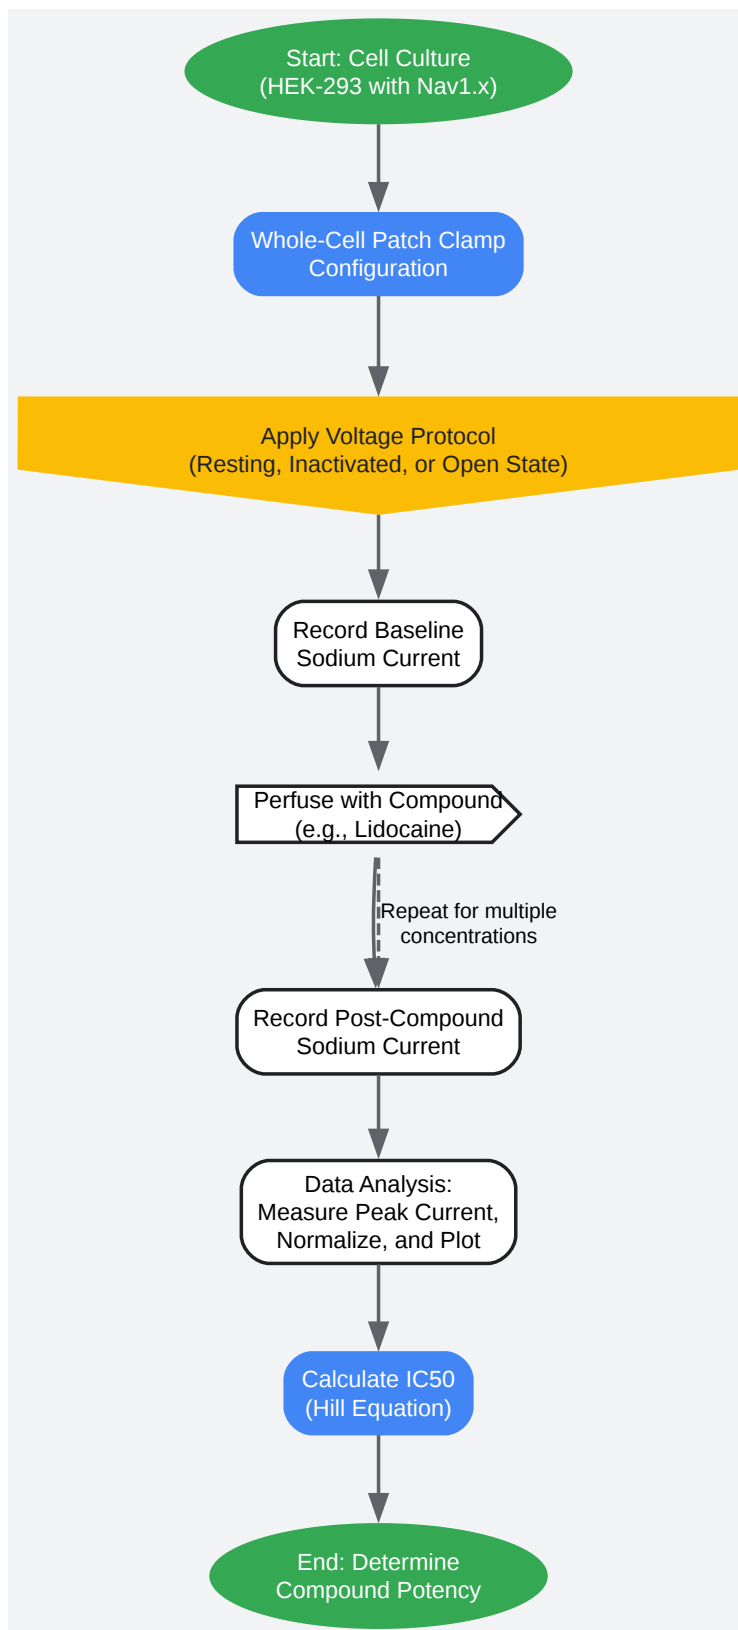 Start: Cell Culture
(HEK-293 with Nav1.x)
Whole-Cell Patch Clamp
Configuration
Apply Voltage Protocol
(Resting, Inactivated, or Open State)
Record Baseline
Sodium Current
Perfuse with Compound
(e.g., Lidocaine)
Repeat for multiple
concentrations
Record Post-Compound
Sodium Current
Data Analysis:
Measure Peak Current,
Normalize, and Plot
Calculate IC50
(Hill Equation)
End: Determine
Compound Potency